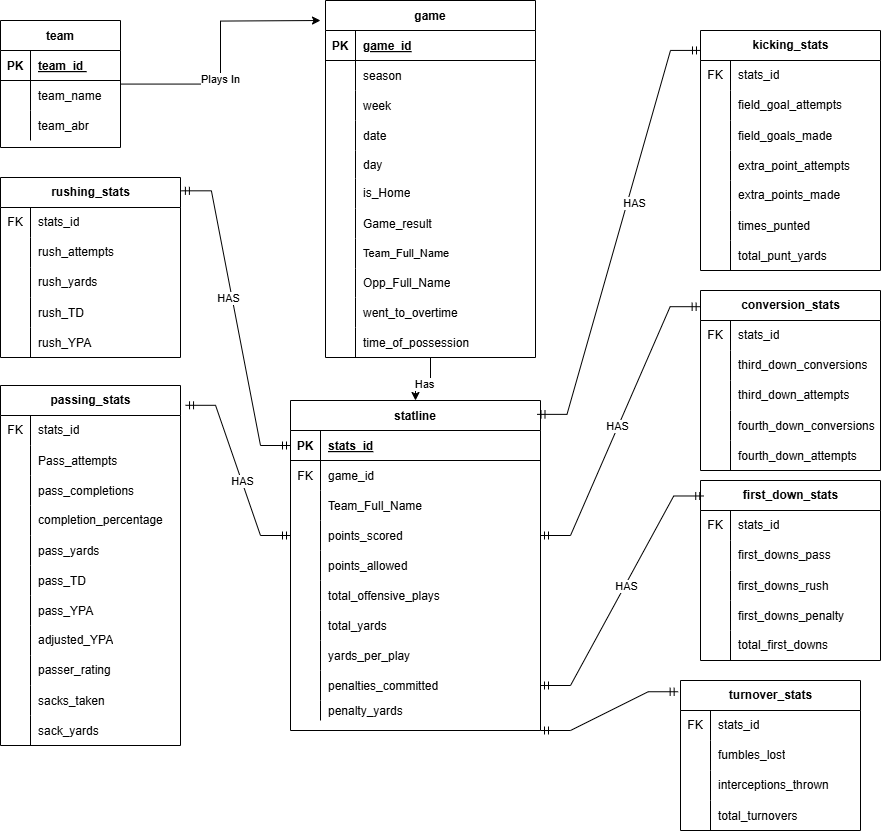 team
PK team_id
team_name
team_abr
Plays In
game
PK game_id
season
week
date
day
is_Home
Game_result
Team_Full_Name
Opp_Full_Name
went_to_overtime
time_of_possession
Has
rushing_stats
FK stats_id
rush_attempts
rush_yards
rush_TD
rush_YPA
HAS
passing_stats
FK stats_id
Pass_attempts
pass_completions
completion_percentage
pass_yards
pass_TD
pass_YPA
adjusted_YPA
passer_rating
sacks_taken
sack_yards
HAS
statline
PK stats_id
FK game_id
Team_Full_Name
points_scored
points_allowed
total_offensive_plays
total_yards
yards_per_play
penalties_committed
penalty_yards
HAS
kicking_stats
FK stats_id
field_goal_attempts
field_goals_made
extra_point_attempts
extra_points_made
times_punted
total_punt_yards
HAS
conversion_stats
FK stats_id
third_down_conversions
third_down_attempts
fourth_down_conversions
fourth_down_attempts
HAS
first_down_stats
FK stats_id
first_downs_pass
first_downs_rush
first_downs_penalty
total_first_downs
turnover_stats
FK stats_id
fumbles_lost
interceptions_thrown
total_turnovers